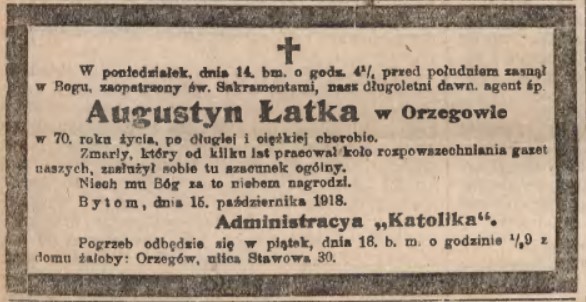 W poniedziałek, dnia 14. bm. o godz. 4¹/, przed południem zasnął
w Bogu, zaopatrzony św. Sakramentami, nasz długoletni dawn. agent śp.
Augustyn Łatka w Orzegowie
w 70. roku życia, po długiej i ciężkiej chorobie.
Zmarły, który od kilku lat pracował koło rozpowszechniania gazet
naszych, zasłużył sobie tu szacunek ogólny.
Niech mu Bóg za to niebem nagrodzi.
Bytom, dnia 15. października 1918.
Administracya „Katolika“.
Pogrzeb odbędzie się w piątek, dnia 18. b. m. o godzinie ¹/,9 z
domu żałoby: Orzegów, ulica Stawowa 30.